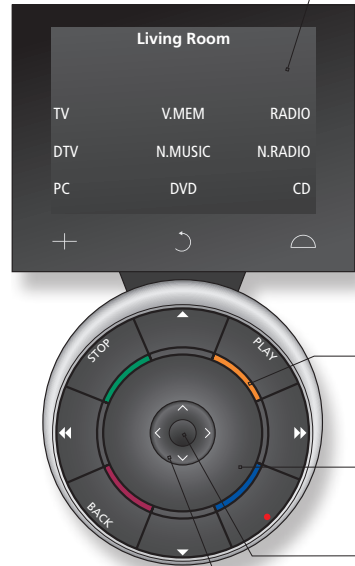 Living Room
TV V.MEM RADIO
DTV N.MUSIC N.RADIO
PC DVD CD
STOP PLAY
BACK